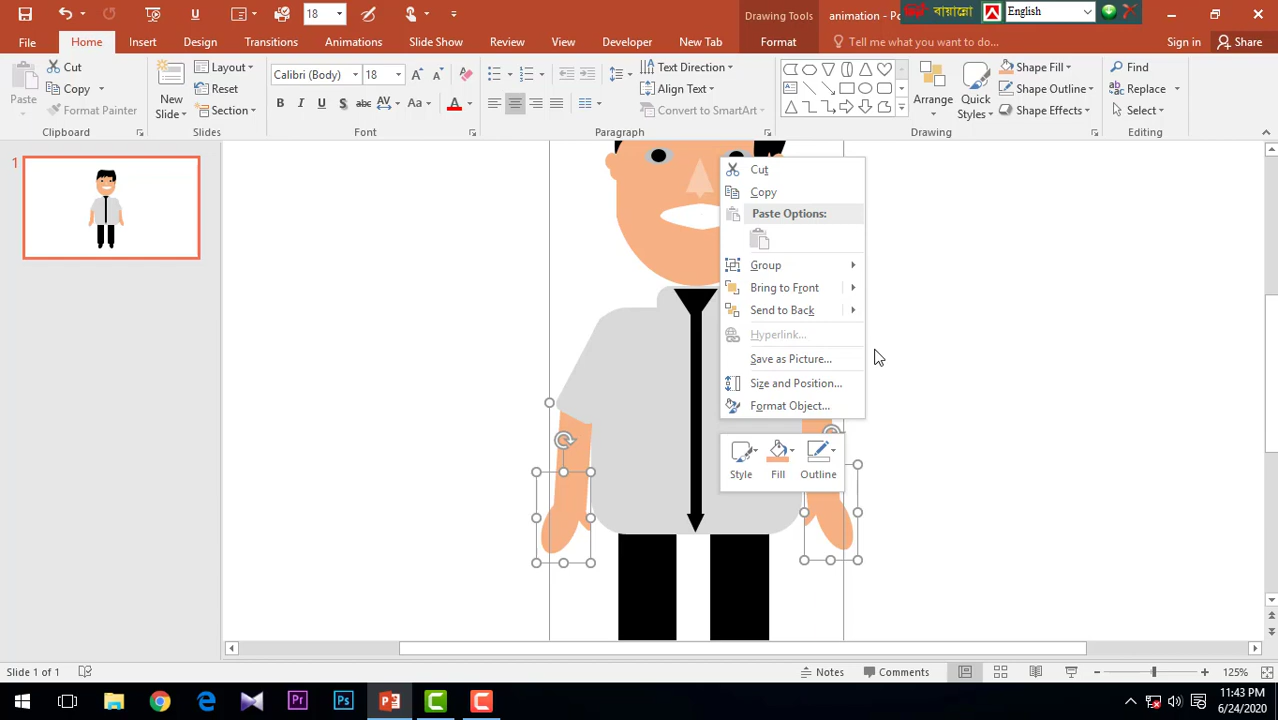 18
Drawing Tools
animation - Po
বায়ান্নো
English
File
Home
Insert
Design
Transitions
Animations
Slide Show
Review
View
Developer
New Tab
Format
Tell me what you want to do...
Sign in
Share
Paste
Cut
Copy
Format Painter
Clipboard
New Slide
Layout
Reset
Section
Slides
Calibri (Body)
18
B I U S abc AV Aa A
Font
Text Direction
Align Text
Convert to SmartArt
Paragraph
Arrange
Quick Styles
Shape Fill
Shape Outline
Shape Effects
Drawing
Find
Replace
Select
Editing
1
Cut
Copy
Paste Options:
Group
Bring to Front
Send to Back
Hyperlink...
Save as Picture...
Size and Position...
Format Object...
Style
Fill
Outline
Slide 1 of 1
Notes
Comments
125%
Pr
Ps
11:43 PM
6/24/2020